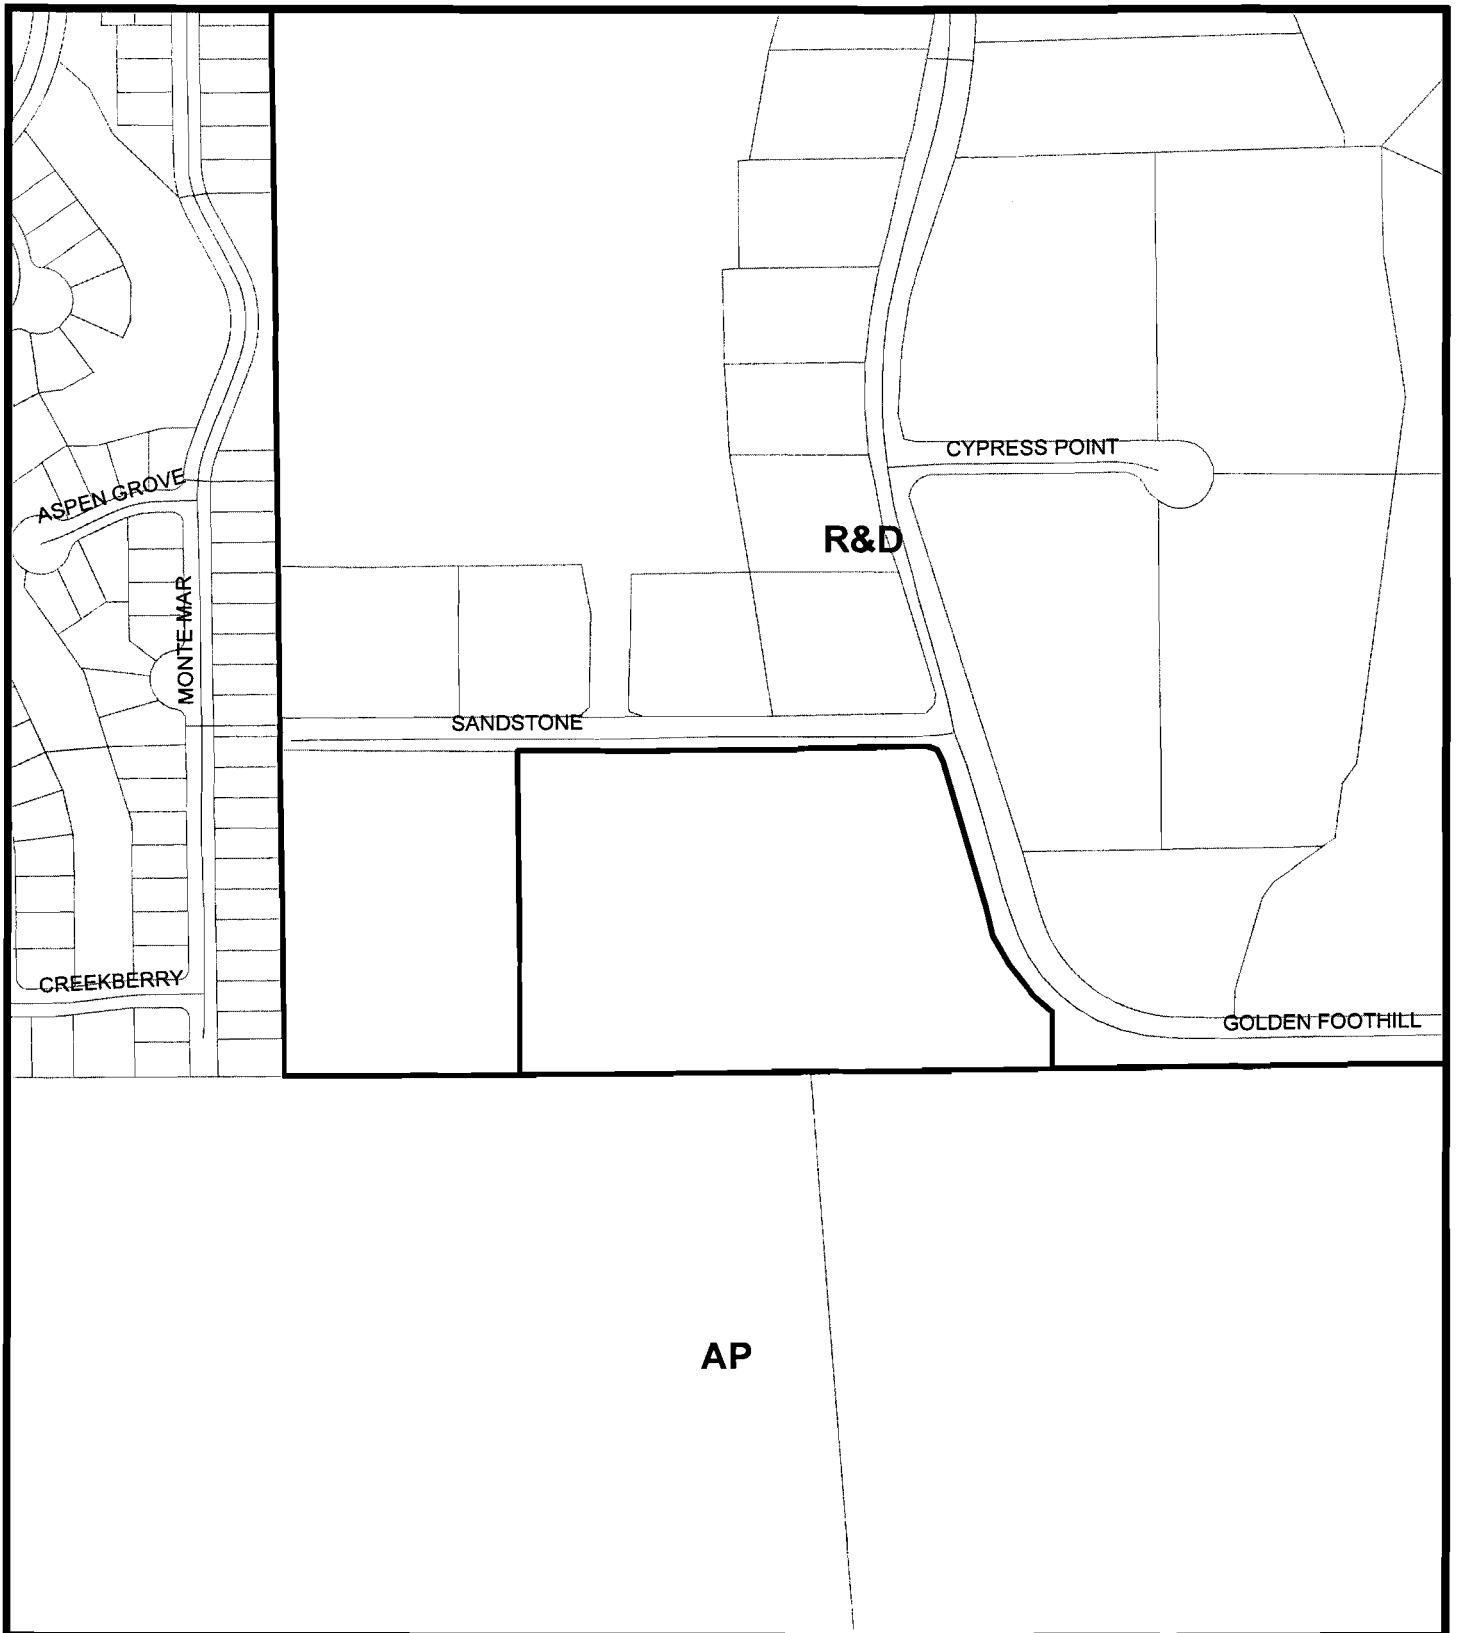 CYPRESS POINT
ASPEN GROVE
R&D
MONTE MAR
SANDSTONE
CREEKBERRY
GOLDEN FOOTHILL
AP